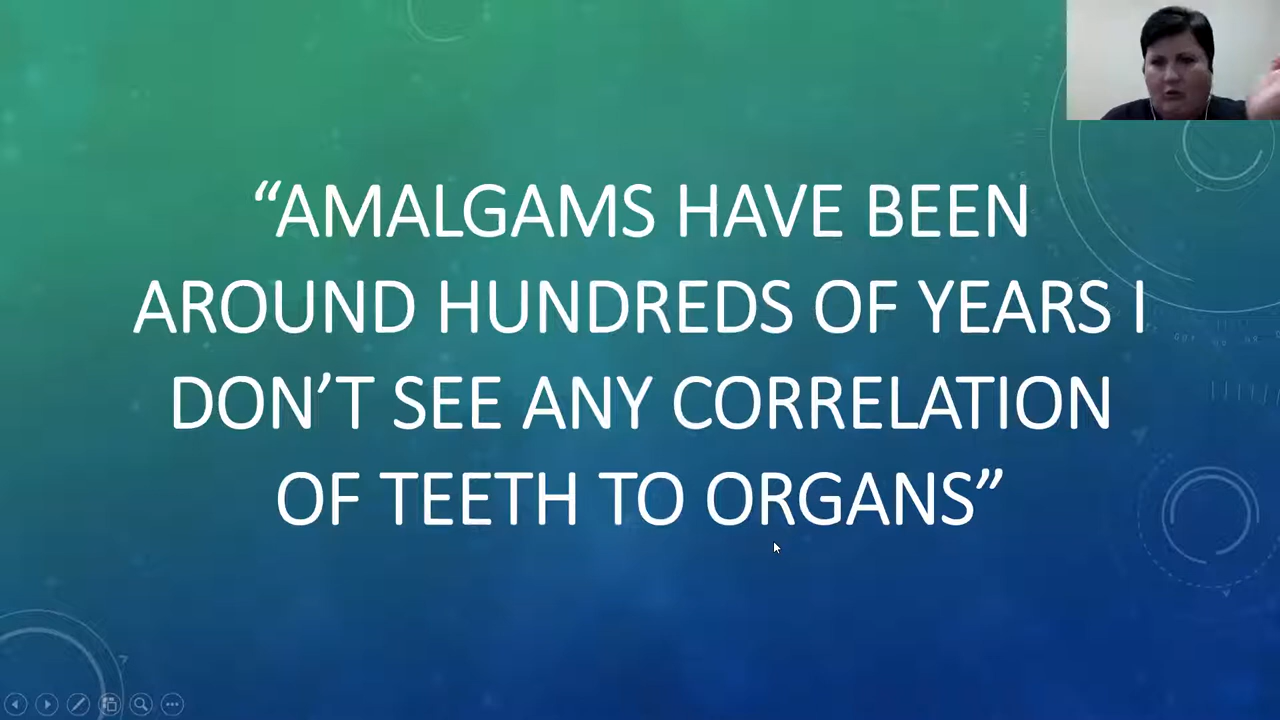 “AMALGAMS HAVE BEEN
AROUND HUNDREDS OF YEARS I
DON’T SEE ANY CORRELATION
OF TEETH TO ORGANS”